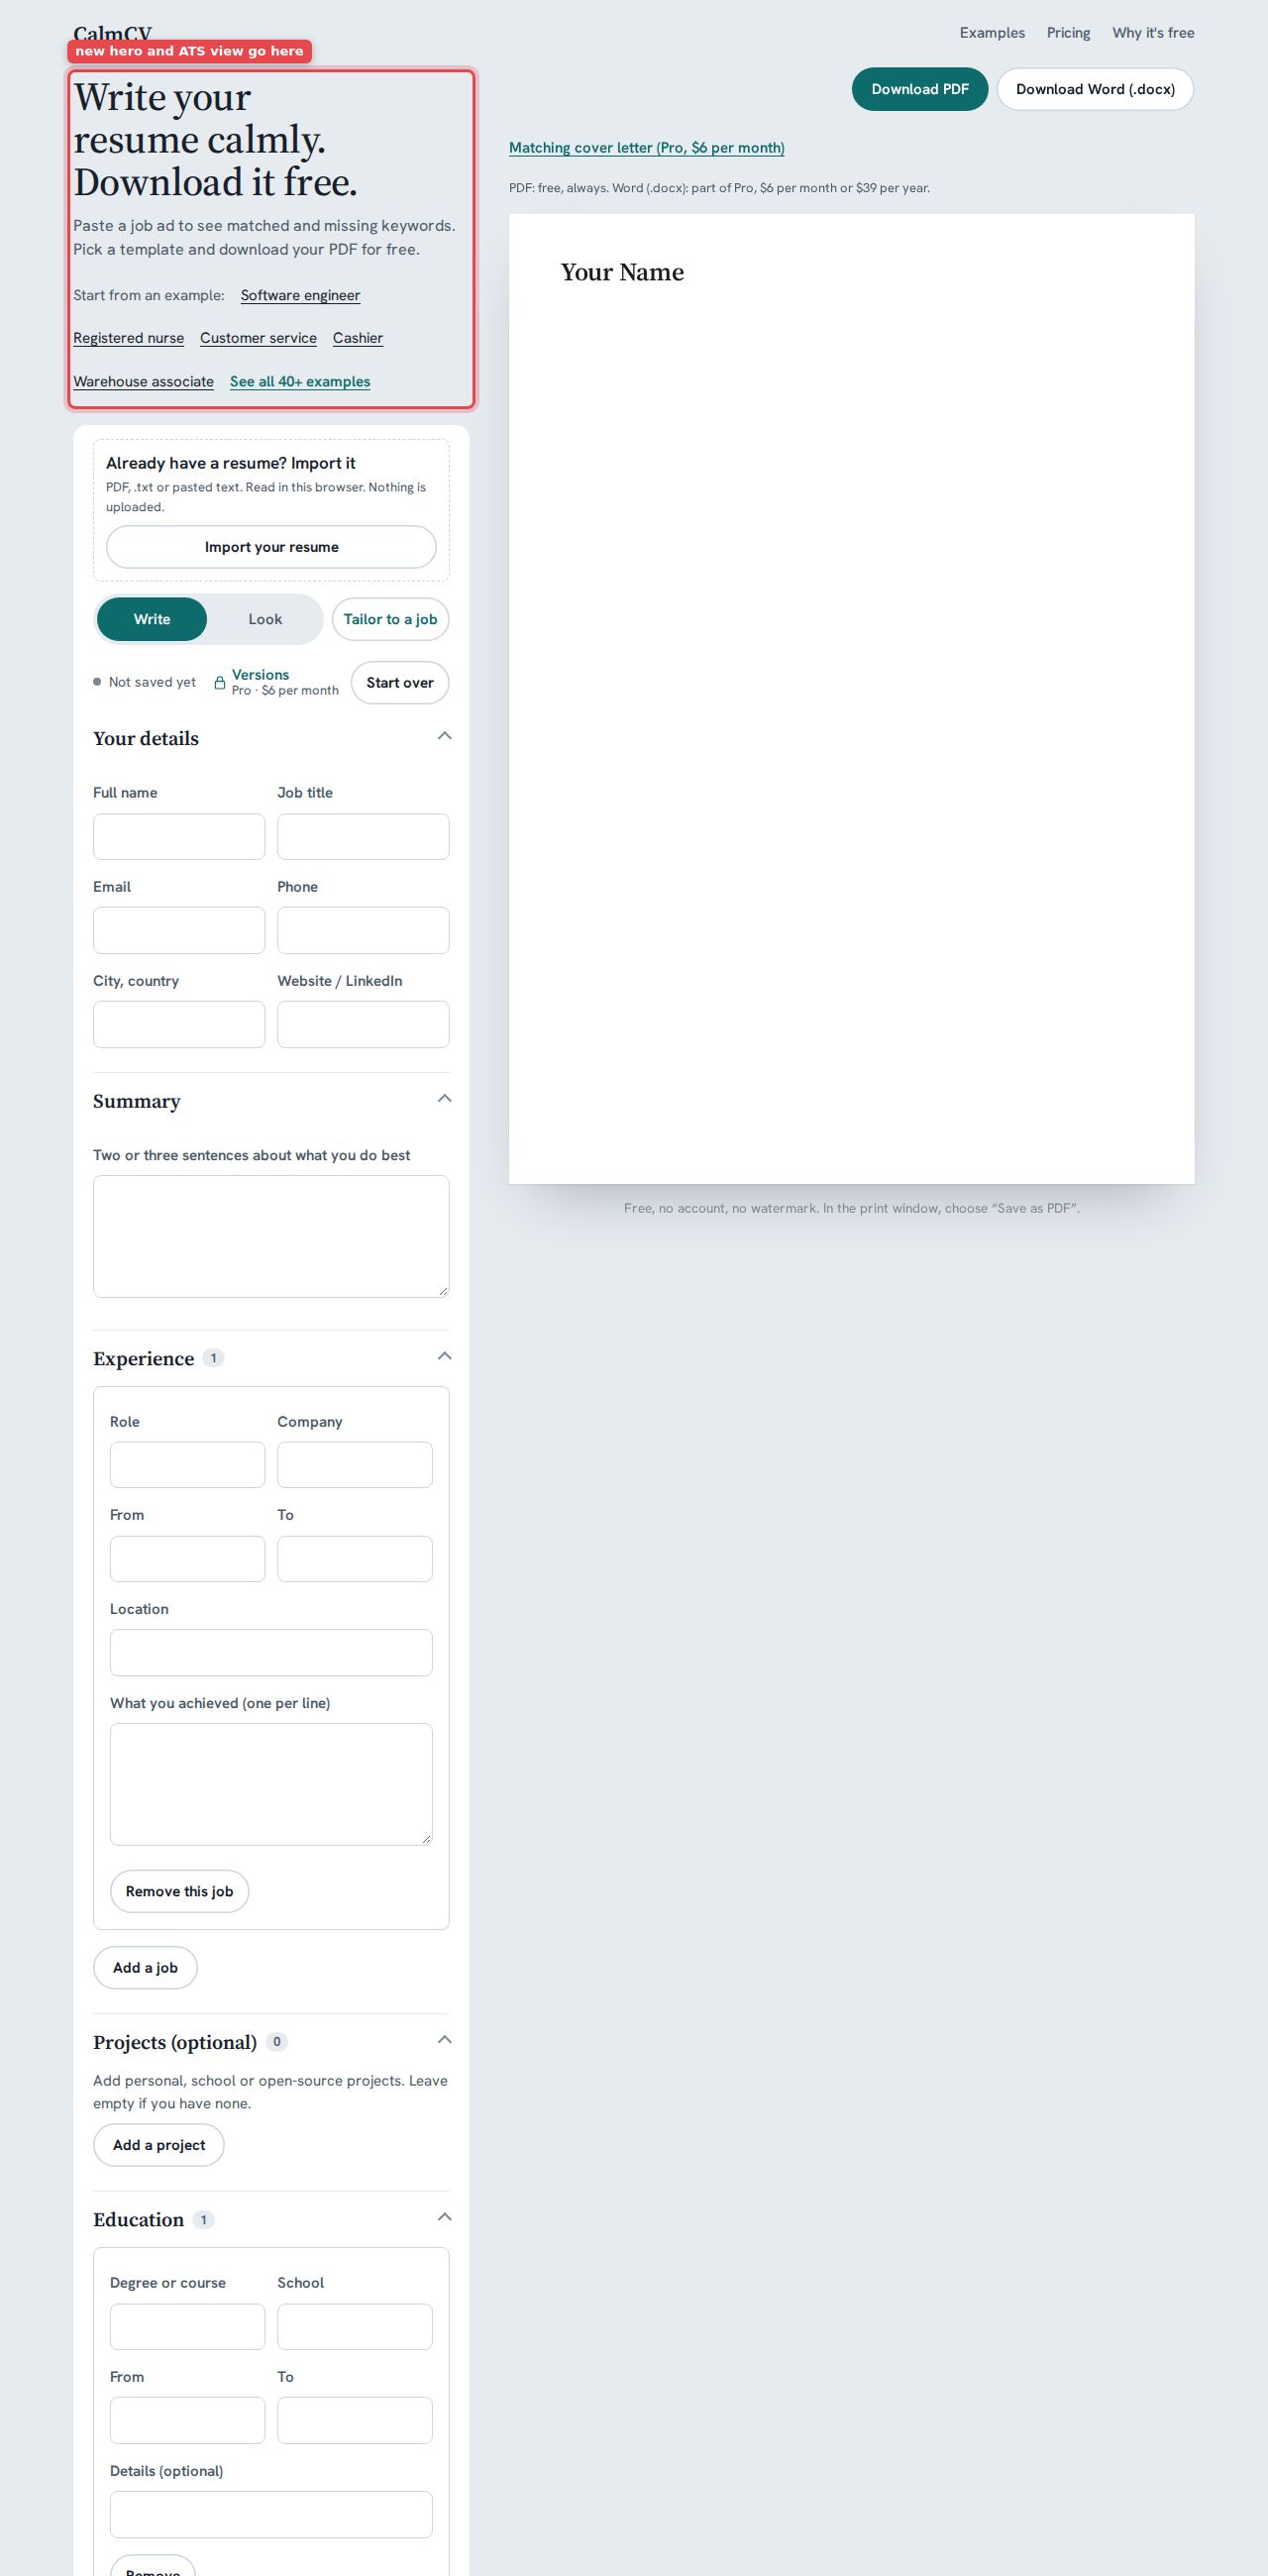 CalmCV
Examples
Pricing
Why it's free
new hero and ATS view go here
Write your
resume calmly.
Download it free.
Paste a job ad to see matched and missing keywords.
Pick a template and download your PDF for free.
Start from an example: Software engineer
Registered nurse Customer service Cashier
Warehouse associate See all 40+ examples
Download PDF
Download Word (.docx)
Matching cover letter (Pro, $6 per month)
PDF: free, always. Word (.docx): part of Pro, $6 per month or $39 per year.
Your Name
Free, no account, no watermark. In the print window, choose “Save as PDF”.
Already have a resume? Import it
PDF, .txt or pasted text. Read in this browser. Nothing is
uploaded.
Import your resume
Write
Look
Tailor to a job
Not saved yet
Versions
Pro · $6 per month
Start over
Your details
Full name
Job title
Email
Phone
City, country
Website / LinkedIn
Summary
Two or three sentences about what you do best
Experience 1
Role
Company
From
To
Location
What you achieved (one per line)
Remove this job
Add a job
Projects (optional) 0
Add personal, school or open-source projects. Leave
empty if you have none.
Add a project
Education 1
Degree or course
School
From
To
Details (optional)
Remove